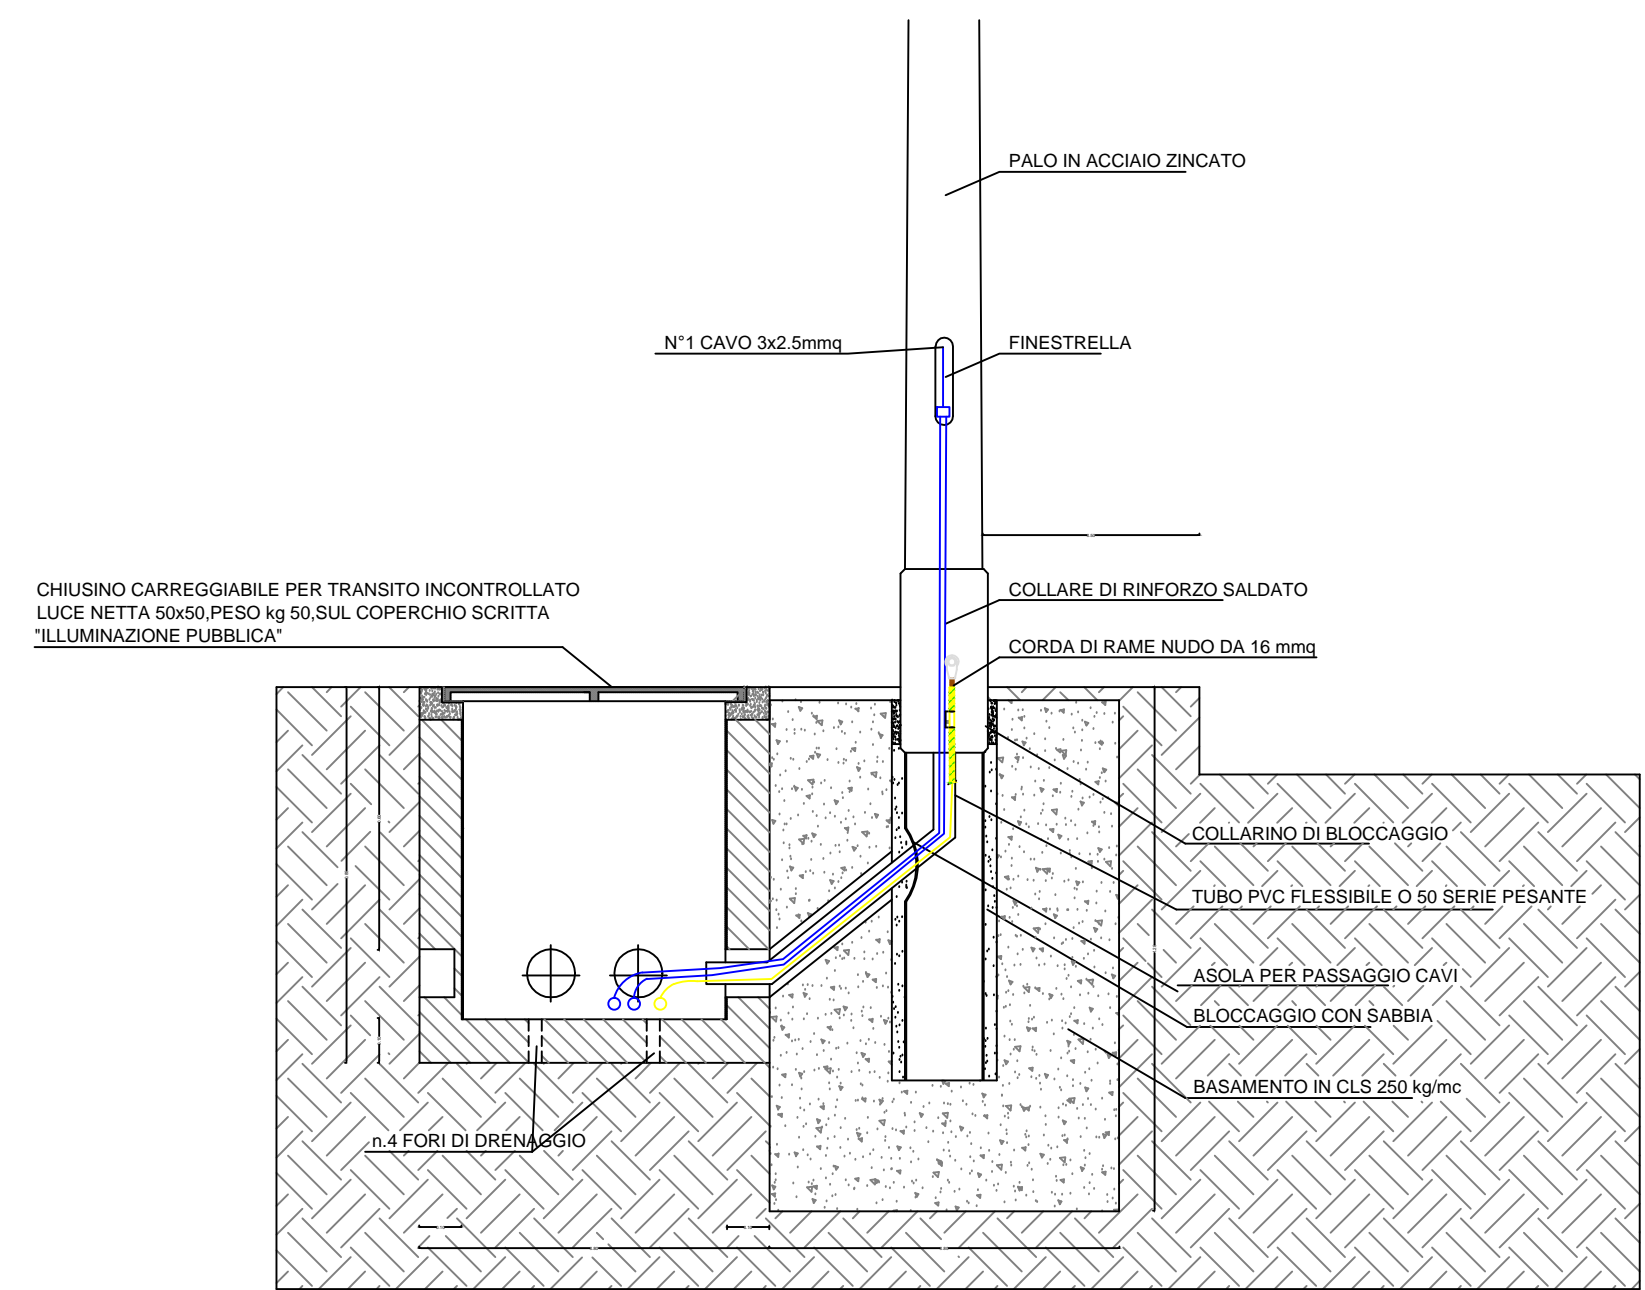 PALO IN ACCIAIO ZINCATO
N°1 CAVO 3x2.5mmq
FINESTRELLA
CHIUSINO CARREGGIABILE PER TRANSITO INCONTROLLATO
LUCE NETTA 50x50,PESO kg 50,SUL COPERCHIO SCRITTA
"ILLUMINAZIONE PUBBLICA"
COLLARE DI RINFORZO SALDATO
CORDA DI RAME NUDO DA 16 mmq
COLLARINO DI BLOCCAGGIO
TUBO PVC FLESSIBILE O 50 SERIE PESANTE
ASOLA PER PASSAGGIO CAVI
BLOCCAGGIO CON SABBIA
BASAMENTO IN CLS 250 kg/mc
n.4 FORI DI DRENAGGIO